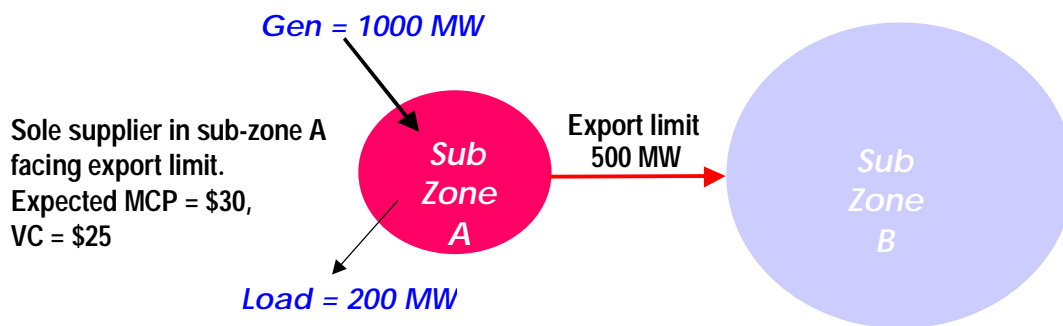 Gen = 1000 MW
Sole supplier in sub-zone A
facing export limit.
Expected MCP = $30,
VC = $25
Sub
Zone
A
Export limit
500 MW
Sub
Zone
B
Load = 200 MW